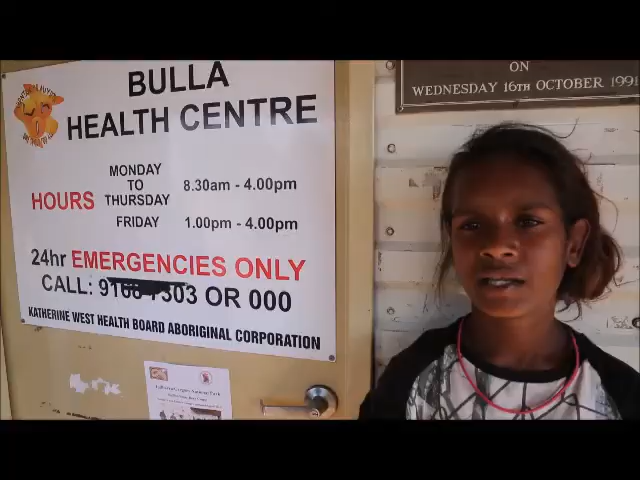 BULLA
HEALTH CENTRE
HOURS
MONDAY
TO
THURSDAY
8.30am - 4.00pm
FRIDAY
1.00pm - 4.00pm
24hr EMERGENCIES ONLY
CALL: OR 000
KATHERINE WEST HEALTH BOARD ABORIGINAL CORPORATION
ON
WEDNESDAY 16TH OCTOBER 1991